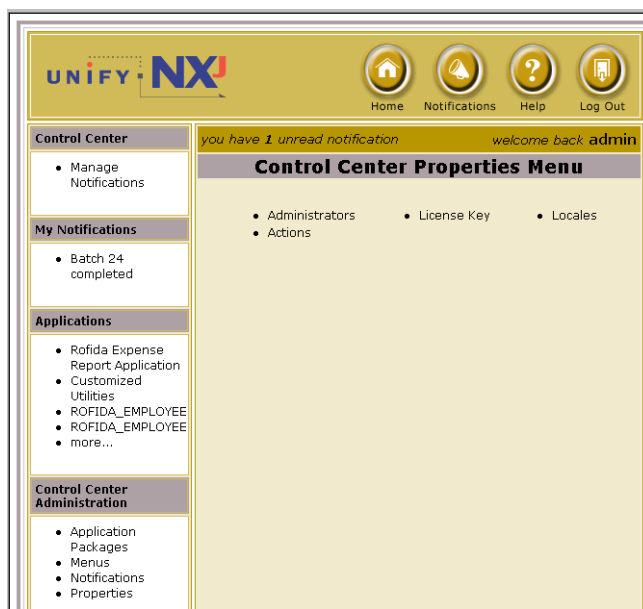 UNiFY NXJ
Home Notifications Help Log Out
Control Center
Manage
Notifications
My Notifications
Batch 24
completed
Applications
Rofida Expense
Report Application
Customized
Utilities
ROFIDA_EMPLOYEE
ROFIDA_EMPLOYEE
more...
Control Center
Administration
Application
Packages
Menus
Notifications
Properties
you have 1 unread notification welcome back admin
Control Center Properties Menu
Administrators License Key Locales
Actions